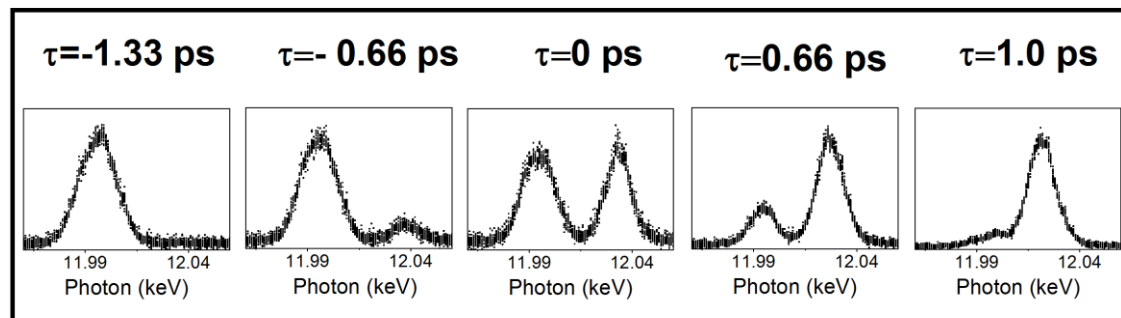 τ=-1.33 ps τ=- 0.66 ps τ=0 ps τ=0.66 ps τ=1.0 ps
11.99 12.04 11.99 12.04 11.99 12.04 11.99 12.04 11.99 12.04
Photon (keV) Photon (keV) Photon (keV) Photon (keV) Photon (keV)